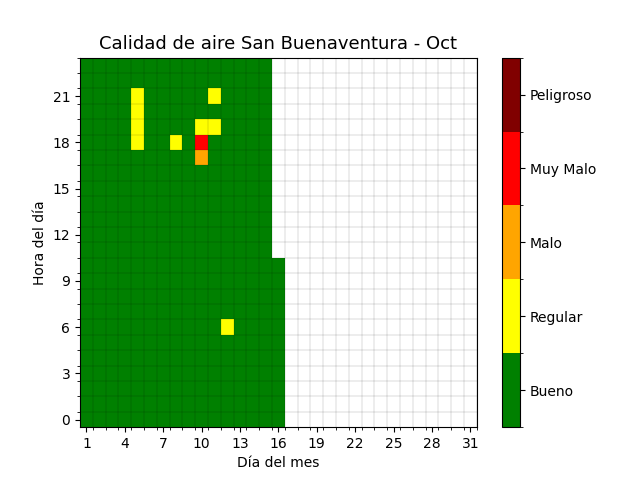 Calidad de aire San Buenaventura - Oct
21
18
15
12
9
6
3
0
Hora del día
1 4 7 10 13 16 19 22 25 28 31
Día del mes
Peligroso
Muy Malo
Malo
Regular
Bueno